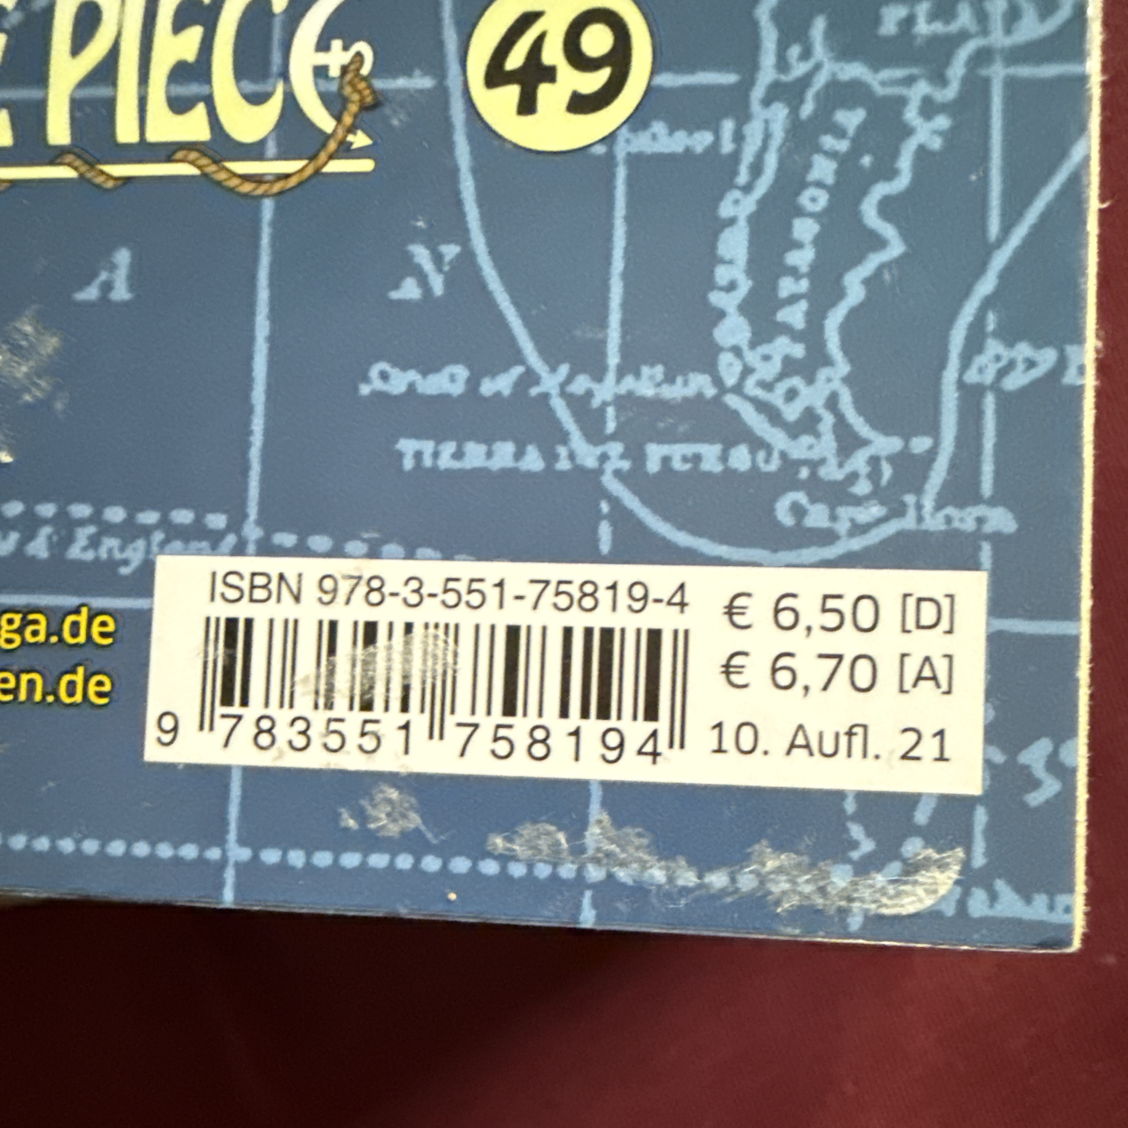 PIECE
49
PLATA
A N
TIERRA DEL FUEGO
Cape Horn
ga.de
en.de
ISBN 978-3-551-75819-4
€ 6,50 [D]
€ 6,70 [A]
9 783551 758194
10. Aufl. 21